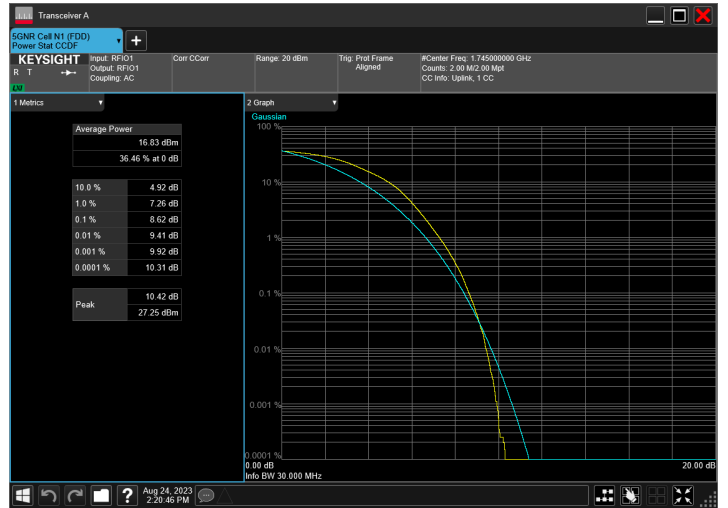 Transceiver A
5GNR Cell N1 (FDD)
Power Stat CCDF
KEYSIGHT
R T
LXI
Input: RFIO1
Output: RFIO1
Coupling: AC
Corr CCorr
Range: 20 dBm
Trig: Prot Frame
Aligned
#Center Freq: 1.745000000 GHz
Counts: 2.00 M/2.00 Mpt
CC Info: Uplink, 1 CC
1 Metrics
Average Power
16.83 dBm
36.46 % at 0 dB
10.0 % 4.92 dB
1.0 % 7.26 dB
0.1 % 8.62 dB
0.01 % 9.41 dB
0.001 % 9.92 dB
0.0001 % 10.31 dB
Peak
10.42 dB
27.25 dBm
2 Graph
Gaussian
100 %
10 %
1 %
0.1 %
0.01 %
0.001 %
0.0001 %
0.00 dB
20.00 dB
Info BW 30.000 MHz
?
Aug 24, 2023
2:20:46 PM